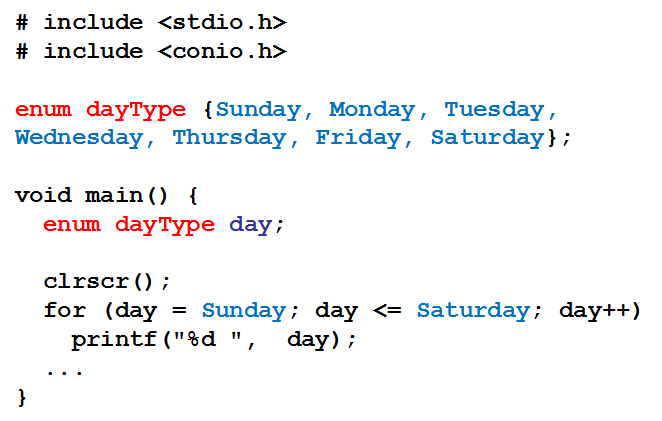 # include <stdio.h>
# include <conio.h>
enum dayType {Sunday, Monday, Tuesday,
Wednesday, Thursday, Friday, Saturday};
void main() {
enum dayType day;
clrscr();
for (day = Sunday; day <= Saturday; day++)
printf("%d ",  day);
...
}